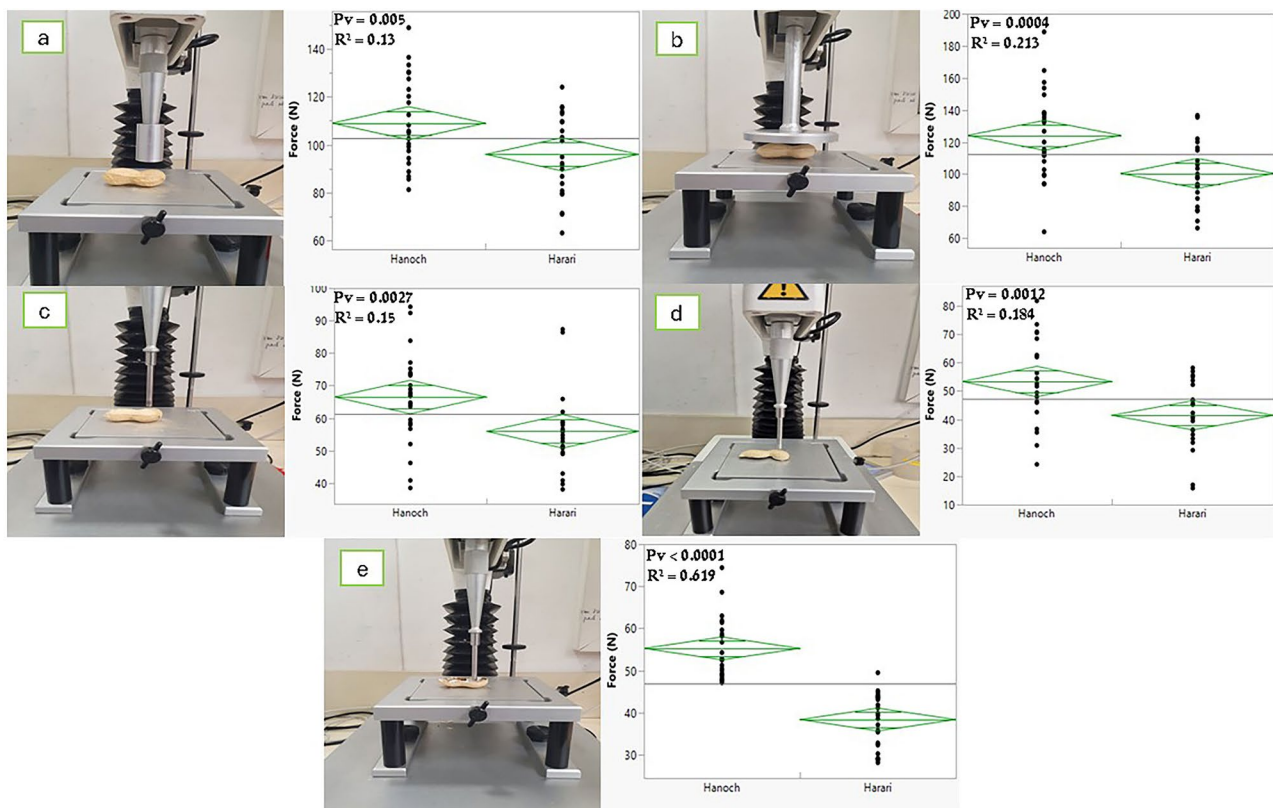 a
Pv = 0.005
R² = 0.13
Force (N)
140
120
100
80
60
Hanoch
Harari
b
Pv = 0.0004
R² = 0.213
Force (N)
200
180
160
140
120
100
80
60
Hanoch
Harari
c
Pv = 0.0027
R² = 0.15
Force (N)
100
90
80
70
60
50
40
Hanoch
Harari
d
Pv = 0.0012
R² = 0.184
Force (N)
80
70
60
50
40
30
20
10
Hanoch
Harari
e
Pv < 0.0001
R² = 0.619
Force (N)
80
70
60
50
40
30
Hanoch
Harari